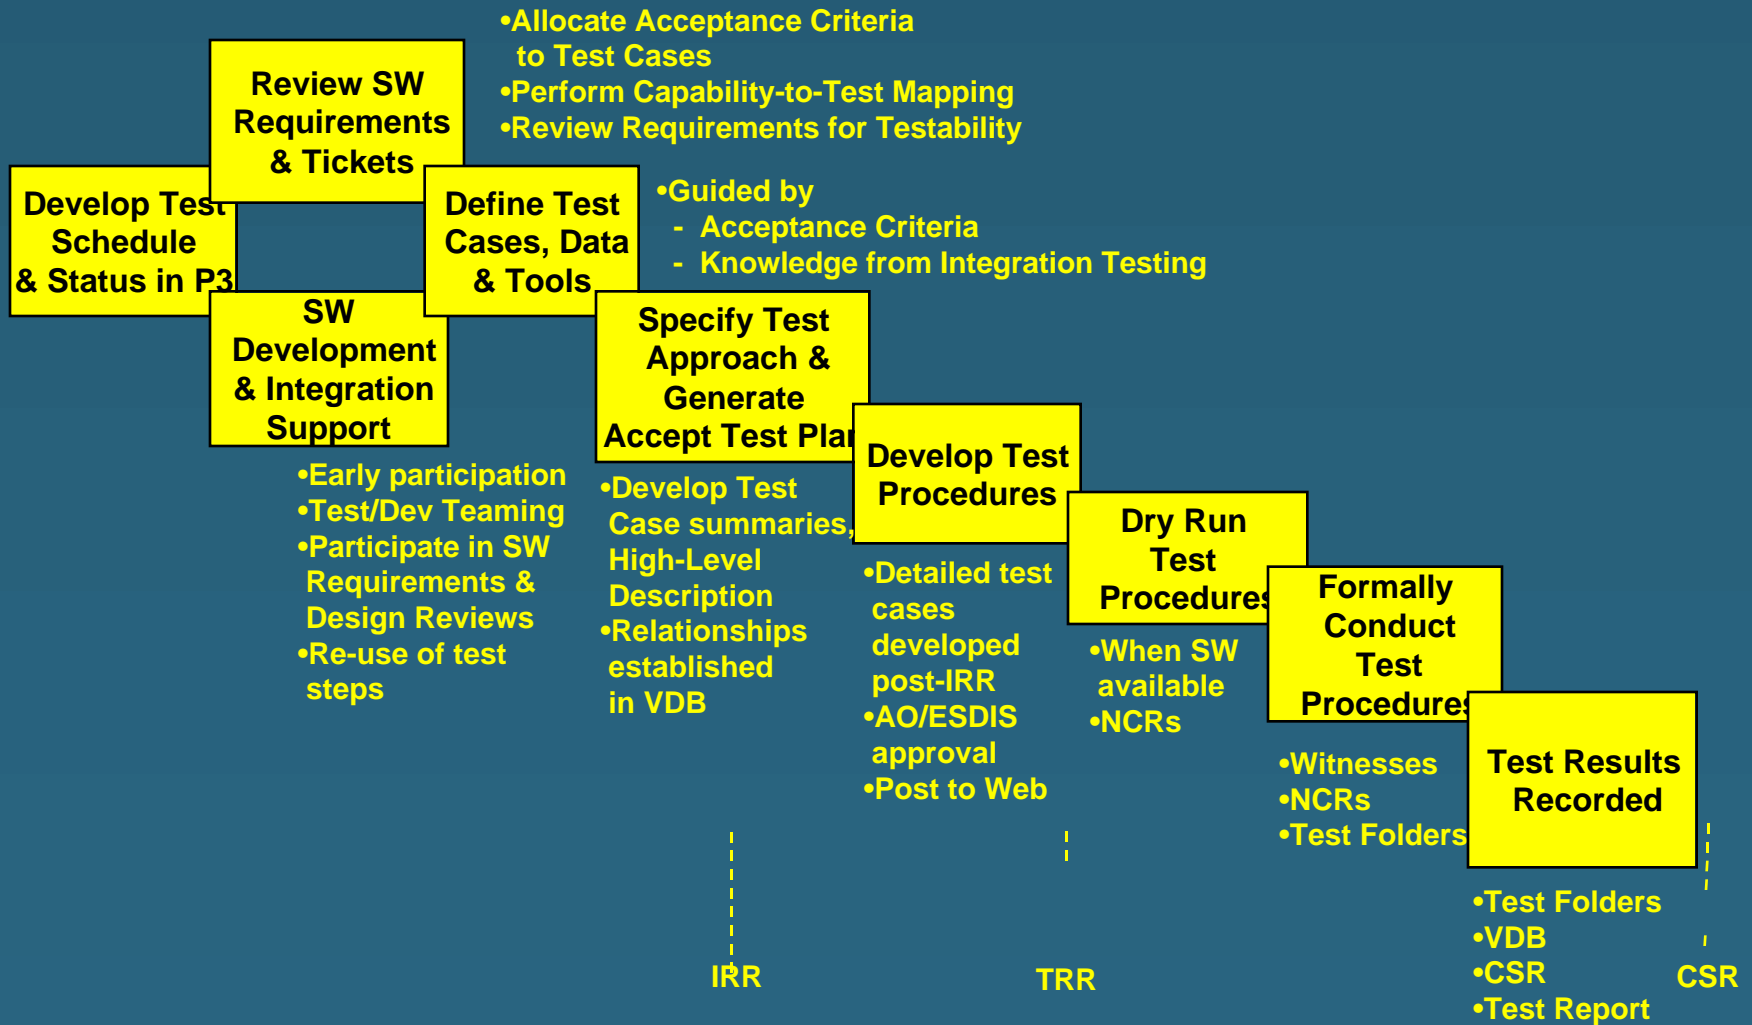 •Allocate Acceptance Criteria
to Test Cases
•Perform Capability-to-Test Mapping
•Review Requirements for Testability
Review SW
Requirements
& Tickets
Develop Test
Schedule
& Status in P3
Define Test
Cases, Data
& Tools
•Guided by
- Acceptance Criteria
- Knowledge from Integration Testing
SW
Development
& Integration
Support
•Early participation
•Test/Dev Teaming
•Participate in SW
Requirements &
Design Reviews
•Re-use of test
steps
Specify Test
Approach &
Generate
Accept Test Plan
•Develop Test
Case summaries,
High-Level
Description
•Relationships
established
in VDB
Develop Test
Procedures
•Detailed test
cases
developed
post-IRR
•AO/ESDIS
approval
•Post to Web
Dry Run
Test
Procedures
•When SW
available
•NCRs
Formally
Conduct
Test
Procedures
•Witnesses
•NCRs
•Test Folders
Test Results
Recorded
•Test Folders
•VDB
•CSR
•Test Report
IRR
TRR
CSR